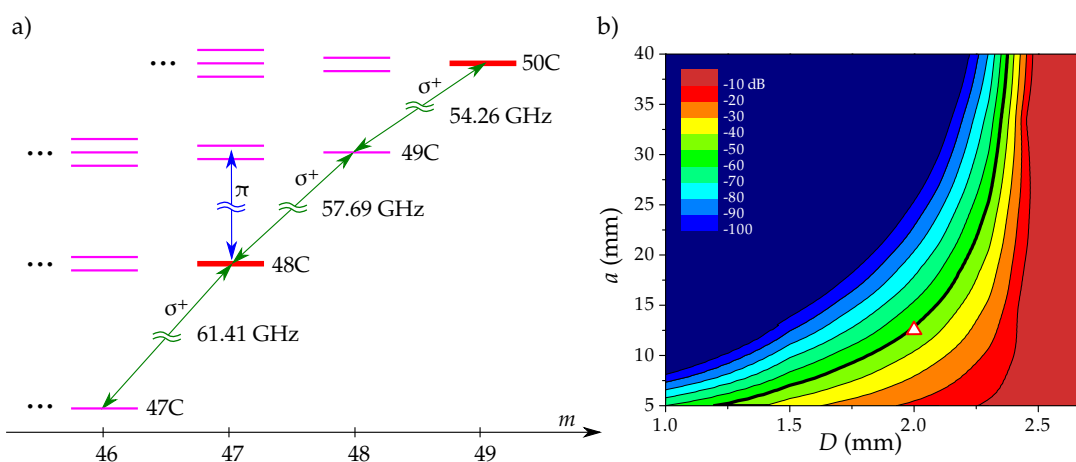 a)
...
50C
σ+
54.26 GHz
...
49C
π
σ+
57.69 GHz
...
48C
σ+
61.41 GHz
...
47C
m
46
47
48
49
b)
40
35
30
25
20
15
10
5
a (mm)
-10 dB
-20
-30
-40
-50
-60
-70
-80
-90
-100
1.0
1.5
2.0
2.5
D (mm)